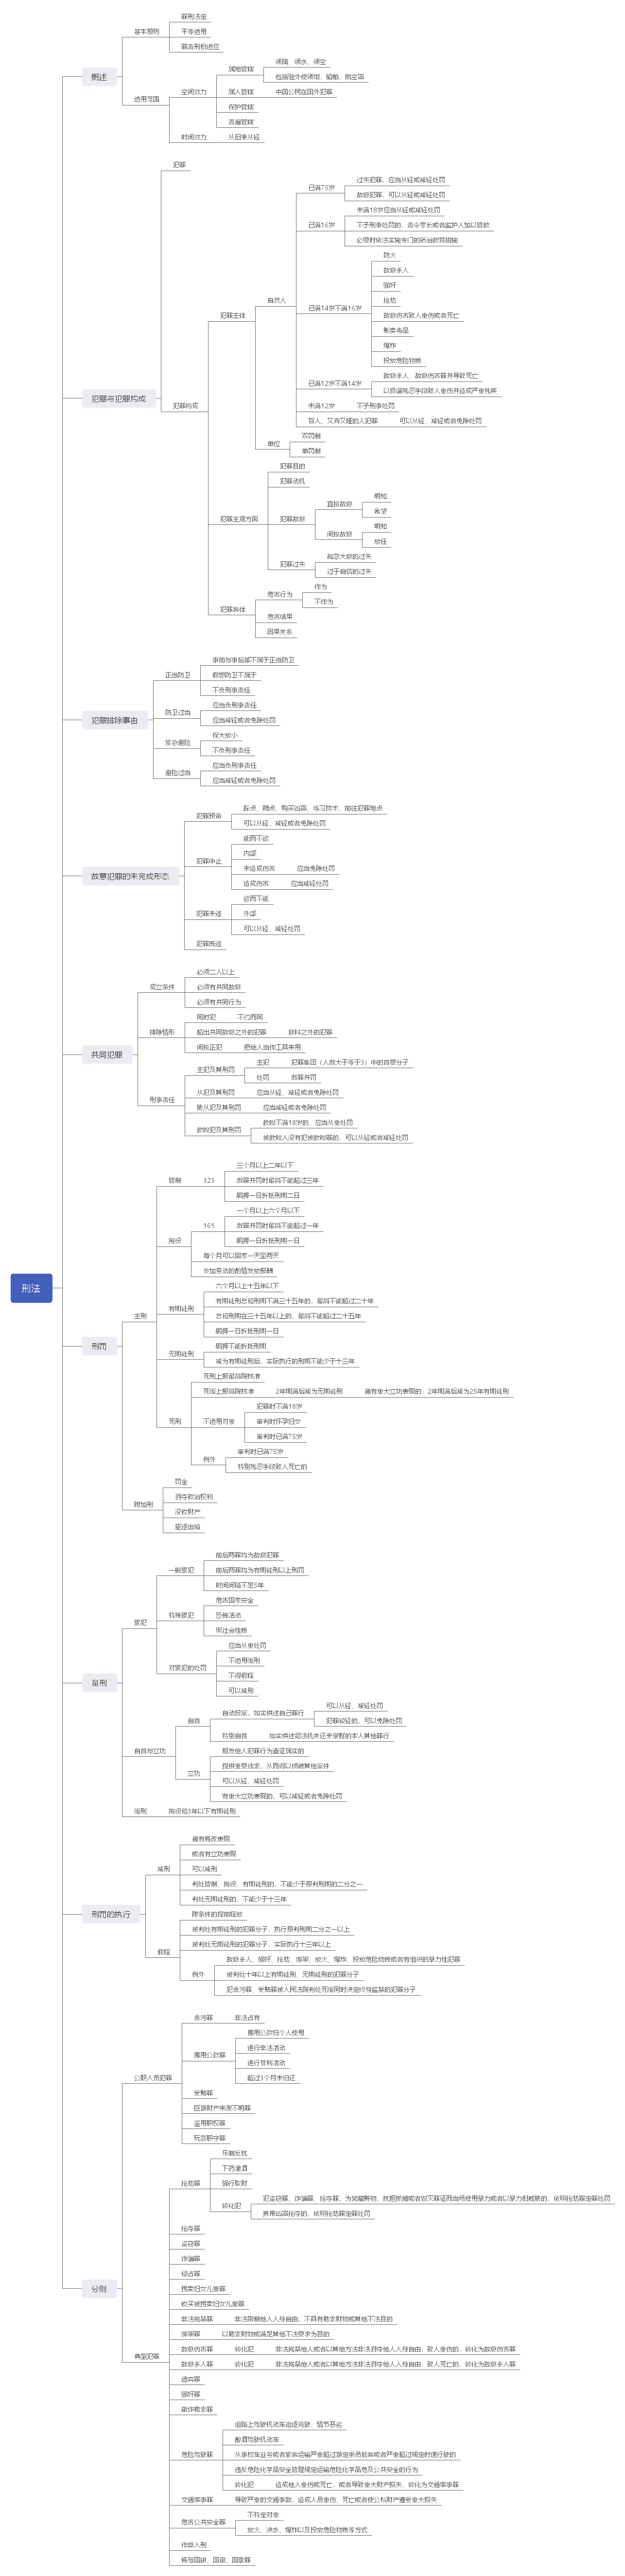 刑法
概述
基本原则
罪刑法定
平等适用
罪责刑相适应
适用范围
空间效力
属地管辖
领陆、领水、领空
包括驻外使领馆、船舶、航空器
属人管辖
中国公民在国外犯罪
保护管辖
普遍管辖
时间效力
从旧兼从轻
犯罪与犯罪构成
犯罪
犯罪构成
犯罪主体
自然人
已满75岁
过失犯罪，应当从轻或减轻处罚
故意犯罪，可以从轻或减轻处罚
已满16岁
未满18岁应当从轻或减轻处罚
不予刑事处罚的，责令家长或者监护人加以管教
必要时依法实施专门的矫治教育措施
已满14岁不满16岁
放火
故意杀人
强奸
抢劫
故意伤害致人重伤或者死亡
贩卖毒品
爆炸
投放危险物质
已满12岁不满14岁
故意杀人、故意伤害罪并导致死亡
以损满残忍手段致人重伤并造成严重残疾
未满12岁
不予刑事处罚
盲人、又聋又哑的人犯罪
可以从轻、减轻或者免除处罚
单位
双罚制
单罚制
犯罪主观方面
犯罪目的
犯罪动机
犯罪故意
直接故意
明知
希望
间接故意
明知
放任
犯罪过失
疏忽大意的过失
过于自信的过失
犯罪客体
危害行为
作为
不作为
危害结果
因果关系
犯罪排除事由
正当防卫
事前与事后都不属于正当防卫
假想防卫不属于
不负刑事责任
防卫过当
应当负刑事责任
应当减轻或者免除处罚
紧急避险
保大放小
不负刑事责任
避险过当
应当负刑事责任
应当减轻或者免除处罚
故意犯罪的未完成形态
犯罪预备
踩点、蹲点、购买凶器、练习技术、前往犯罪地点
可以从轻、减轻或者免除处罚
犯罪中止
能而不欲
内部
未造成伤害
应当免除处罚
造成伤害
应当减轻处罚
犯罪未遂
欲而不能
外部
可以从轻、减轻处罚
犯罪既遂
共同犯罪
成立条件
必须二人以上
必须有共同故意
必须有共同行为
排除情形
同时犯
不约而同
超出共同故意之外的犯罪
意料之外的犯罪
间接正犯
把他人当作工具来用
刑事责任
主犯及其刑罚
主犯
犯罪集团（人数大于等于3）中的首要分子
处罚
数罪并罚
从犯及其刑罚
应当从轻、减轻或者免除处罚
胁从犯及其刑罚
应当减轻或者免除处罚
教唆犯及其刑罚
教唆不满18岁的，应当从重处罚
被教唆人没有犯被教唆罪的，可以从轻或者减轻处罚
刑罚
主刑
管制
323
三个月以上二年以下
数罪并罚时最高不能超过三年
羁押一日折抵刑期二日
拘役
161
一个月以上六个月以下
数罪并罚时最高不能超过一年
羁押一日折抵刑期一日
每个月可以回家一天至两天
参加劳动的酌情发放报酬
有期徒刑
六个月以上十五年以下
有期徒刑总和刑期不满三十五年的，最高不能超过二十年
总和刑期在三十五年以上的，最高不能超过二十五年
羁押一日折抵刑期一日
无期徒刑
羁押不能折抵刑期
减为有期徒刑后，实际执行的刑期不能少于十三年
死刑
死刑上报最高院核准
死缓上报高院核准
2年期满后减为无期徒刑
确有重大立功表现的，2年期满后减为25年有期徒刑
不适用对象
犯罪时不满18岁
审判时怀孕妇女
审判时已满75岁
例外
审判时已满75岁
特别残忍手段致人死亡的
附加刑
罚金
剥夺政治权利
没收财产
驱逐出境
量刑
累犯
一般累犯
前后两罪均为故意犯罪
前后两罪均为有期徒刑以上刑罚
时间间隔不足5年
特殊累犯
危害国家安全
恐怖活动
黑社会性质
对累犯的处罚
应当从重处罚
不适用缓刑
不得假释
可以减刑
自首与立功
自首
自动投案，如实供述自己罪行
可以从轻、减轻处罚
犯罪较轻的，可以免除处罚
特别自首
如实供述司法机关还未掌握的本人其他罪行
立功
揭发他人犯罪行为查证属实的
提供重要线索，从而得以侦破其他案件
可以从轻、减轻处罚
有重大立功表现的，可以减轻或者免除处罚
缓刑
拘役和3年以下有期徒刑
刑罚的执行
减刑
确有悔改表现
或者有立功表现
可以减刑
判处管制、拘役、有期徒刑的，不能少于原判刑期的二分之一
判处无期徒刑的，不能少于十三年
假释
附条件的提前释放
被判处有期徒刑的犯罪分子，执行原判刑期二分之一以上
被判处无期徒刑的犯罪分子，实际执行十三年以上
例外
故意杀人、强奸、抢劫、绑架、放火、爆炸、投放危险物质或者有组织的暴力性犯罪
被判处十年以上有期徒刑、无期徒刑的犯罪分子
犯贪污罪、受贿罪被人民法院判处死缓同时决定终身监禁的犯罪分子
分则
公职人员犯罪
贪污罪
非法占有
挪用公款罪
挪用公款归个人使用
进行非法活动
进行营利活动
超过3个月未归还
受贿罪
巨额财产来源不明罪
滥用职权罪
玩忽职守罪
典型犯罪
抢劫罪
压制反抗
下药灌酒
强行取财
转化犯
犯盗窃罪、诈骗罪、抢夺罪，为窝藏赃物、抗拒抓捕或者毁灭罪证而当场使用暴力或者以暴力相威胁的，依照抢劫罪定罪处罚
携带凶器抢夺的，依照抢劫罪定罪处罚
抢夺罪
盗窃罪
诈骗罪
侵占罪
拐卖妇女儿童罪
收买被拐卖妇女儿童罪
非法拘禁罪
非法限制他人人身自由，不具有勒索财物或其他不法目的
绑架罪
以勒索财物或满足其他不法要求为目的
故意伤害罪
转化犯
非法拘禁他人或者以其他方法非法剥夺他人人身自由，致人重伤的，转化为故意伤害罪
故意杀人罪
转化犯
非法拘禁他人或者以其他方法非法剥夺他人人身自由，致人死亡的，转化为故意杀人罪
遗弃罪
强奸罪
敲诈勒索罪
危险驾驶罪
道路上驾驶机动车追逐竞驶，情节恶劣
醉酒驾驶机动车
从事校车业务或者旅客运输严重超过额定乘员载客或者严重超过规定时速行驶的
违反危险化学品安全管理规定运输危险化学品危及公共安全的行为
转化犯
造成他人重伤或死亡，或者导致重大财产损失，转化为交通肇事罪
交通肇事罪
导致严重的交通事故，造成人员重伤、死亡或者使公私财产遭受重大损失
危害公共安全罪
不特定对象
放火、决水、爆炸以及投放危险物质等方式
作弊入刑
侮辱国旗、国徽、国歌罪